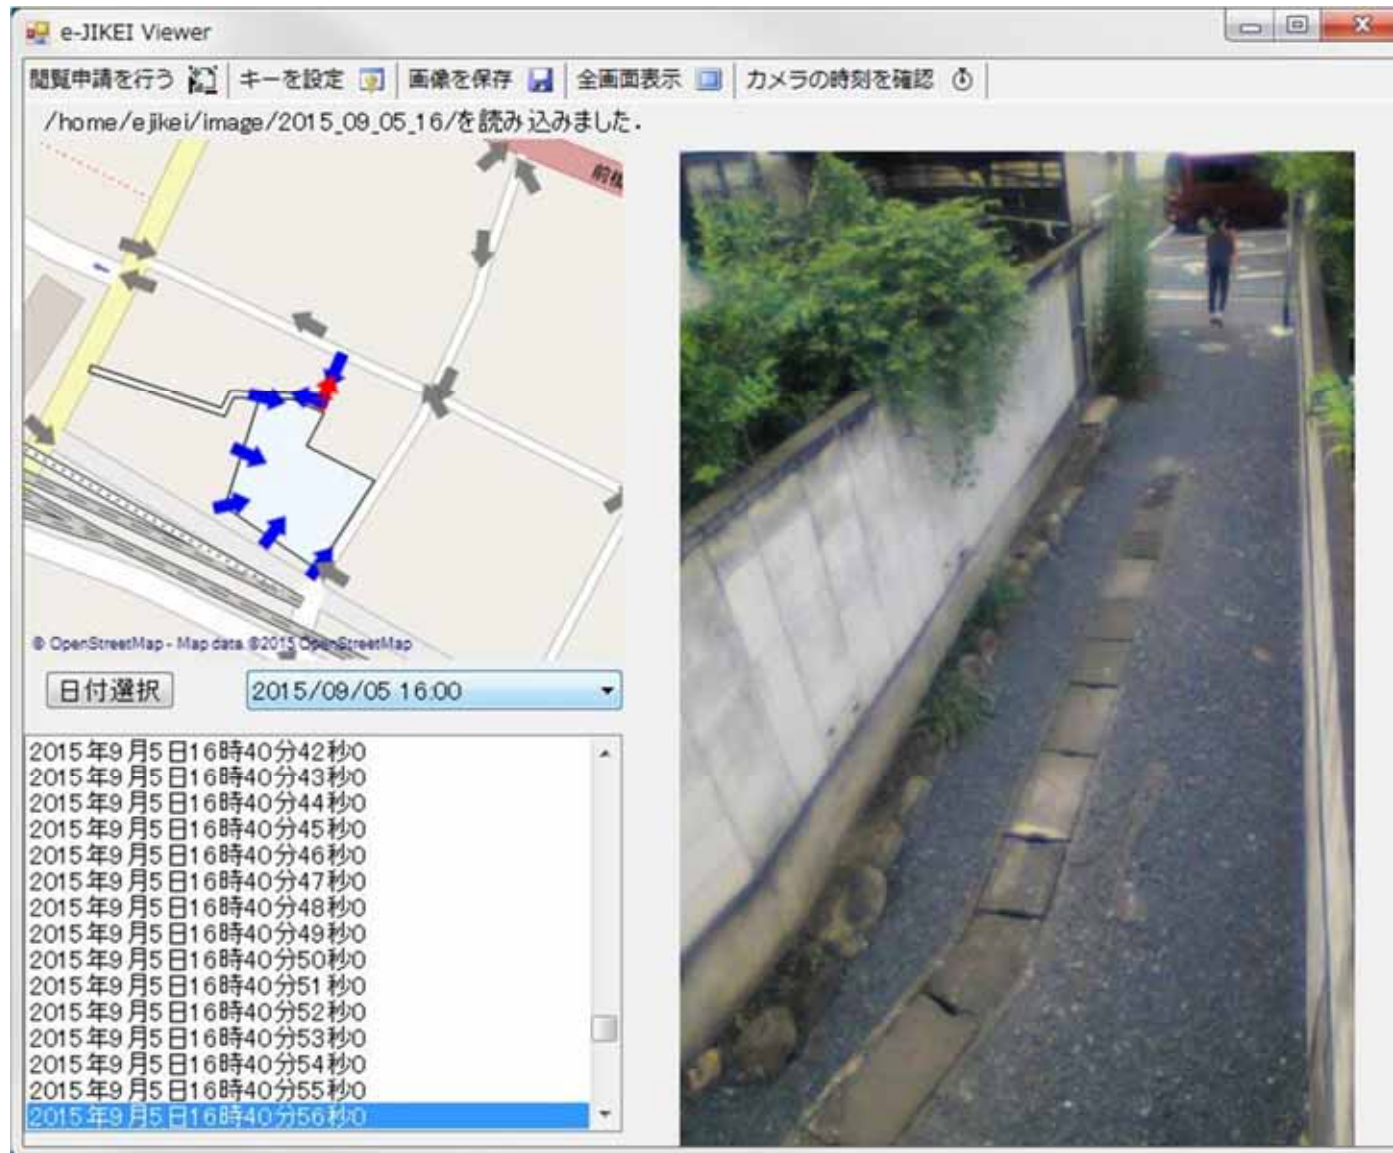 e-JIKEI Viewer
閲覧申請を行う キーを設定 画像を保存 全画面表示 カメラの時刻を確認
/home/ejikei/image/2015_09_05_16/を読み込みました.
前橋
© OpenStreetMap - Map data ©2015 OpenStreetMap
日付選択 2015/09/05 16:00
2015年9月5日16時40分42秒0
2015年9月5日16時40分43秒0
2015年9月5日16時40分44秒0
2015年9月5日16時40分45秒0
2015年9月5日16時40分46秒0
2015年9月5日16時40分47秒0
2015年9月5日16時40分48秒0
2015年9月5日16時40分49秒0
2015年9月5日16時40分50秒0
2015年9月5日16時40分51秒0
2015年9月5日16時40分52秒0
2015年9月5日16時40分53秒0
2015年9月5日16時40分54秒0
2015年9月5日16時40分55秒0
2015年9月5日16時40分56秒0